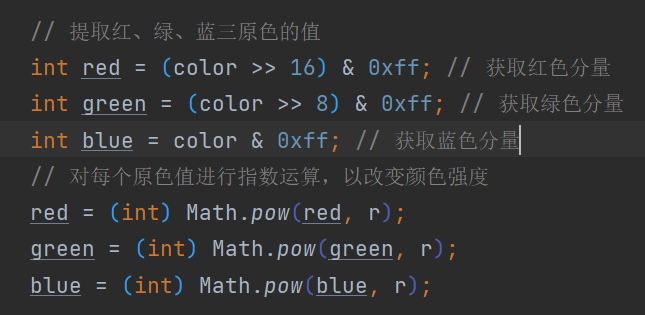 // 提取红、绿、蓝三原色的值
int red = (color >> 16) & 0xff; // 获取红色分量
int green = (color >> 8) & 0xff; // 获取绿色分量
int blue = color & 0xff; // 获取蓝色分量
// 对每个原色值进行指数运算，以改变颜色强度
red = (int) Math.pow(red, r);
green = (int) Math.pow(green, r);
blue = (int) Math.pow(blue, r);